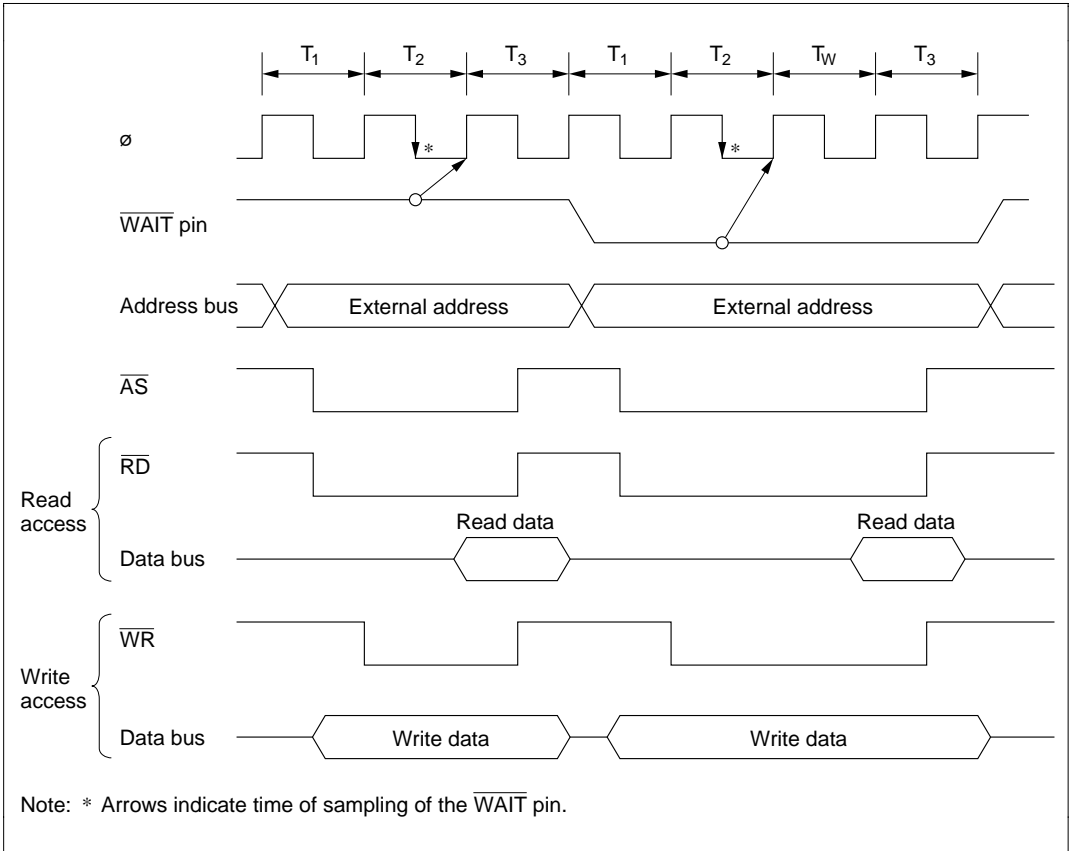 T1 T2 T3 T1 T2 TW T3
ø
* *
WAIT pin
Address bus External address External address
AS
Read access
RD
Read data Read data
Data bus
Write access
WR
Data bus Write data Write data
Note: * Arrows indicate time of sampling of the WAIT pin.